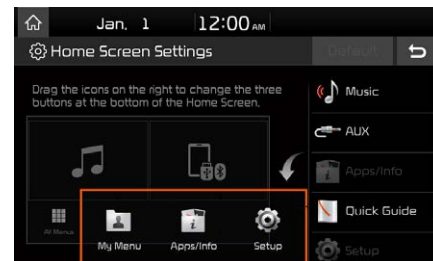 Jan. 1 12:00 AM
Home Screen Settings
Default
Drag the icons on the right to change the three
buttons at the bottom of the Home Screen.
Music
AUX
Apps/Info
Quick Guide
Setup
All Menus
My Menu
Apps/Info
Setup